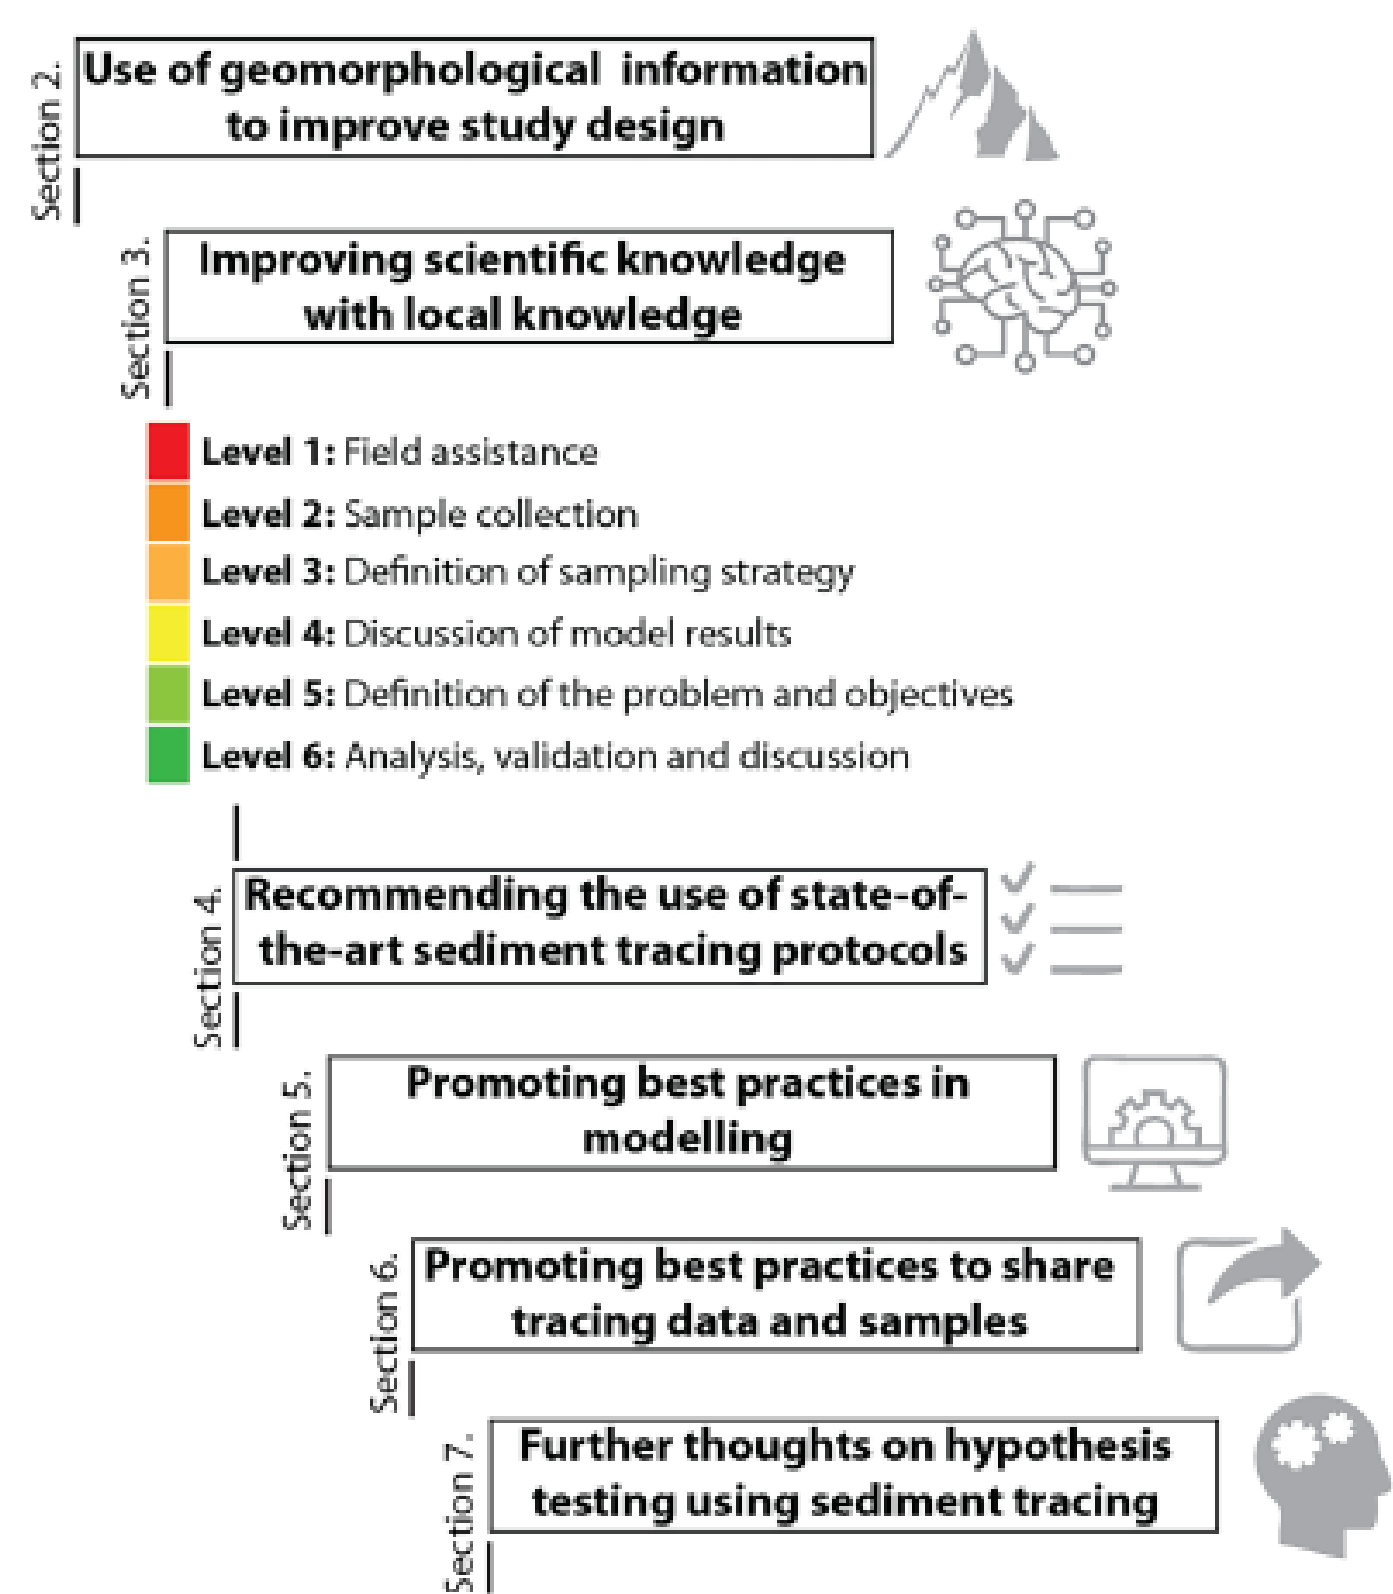 Section 2.
Use of geomorphological information
to improve study design
Section 3.
Improving scientific knowledge
with local knowledge
Level 1: Field assistance
Level 2: Sample collection
Level 3: Definition of sampling strategy
Level 4: Discussion of model results
Level 5: Definition of the problem and objectives
Level 6: Analysis, validation and discussion
Section 4.
Recommending the use of state-of-
the-art sediment tracing protocols
Section 5.
Promoting best practices in
modelling
Section 6.
Promoting best practices to share
tracing data and samples
Section 7.
Further thoughts on hypothesis
testing using sediment tracing